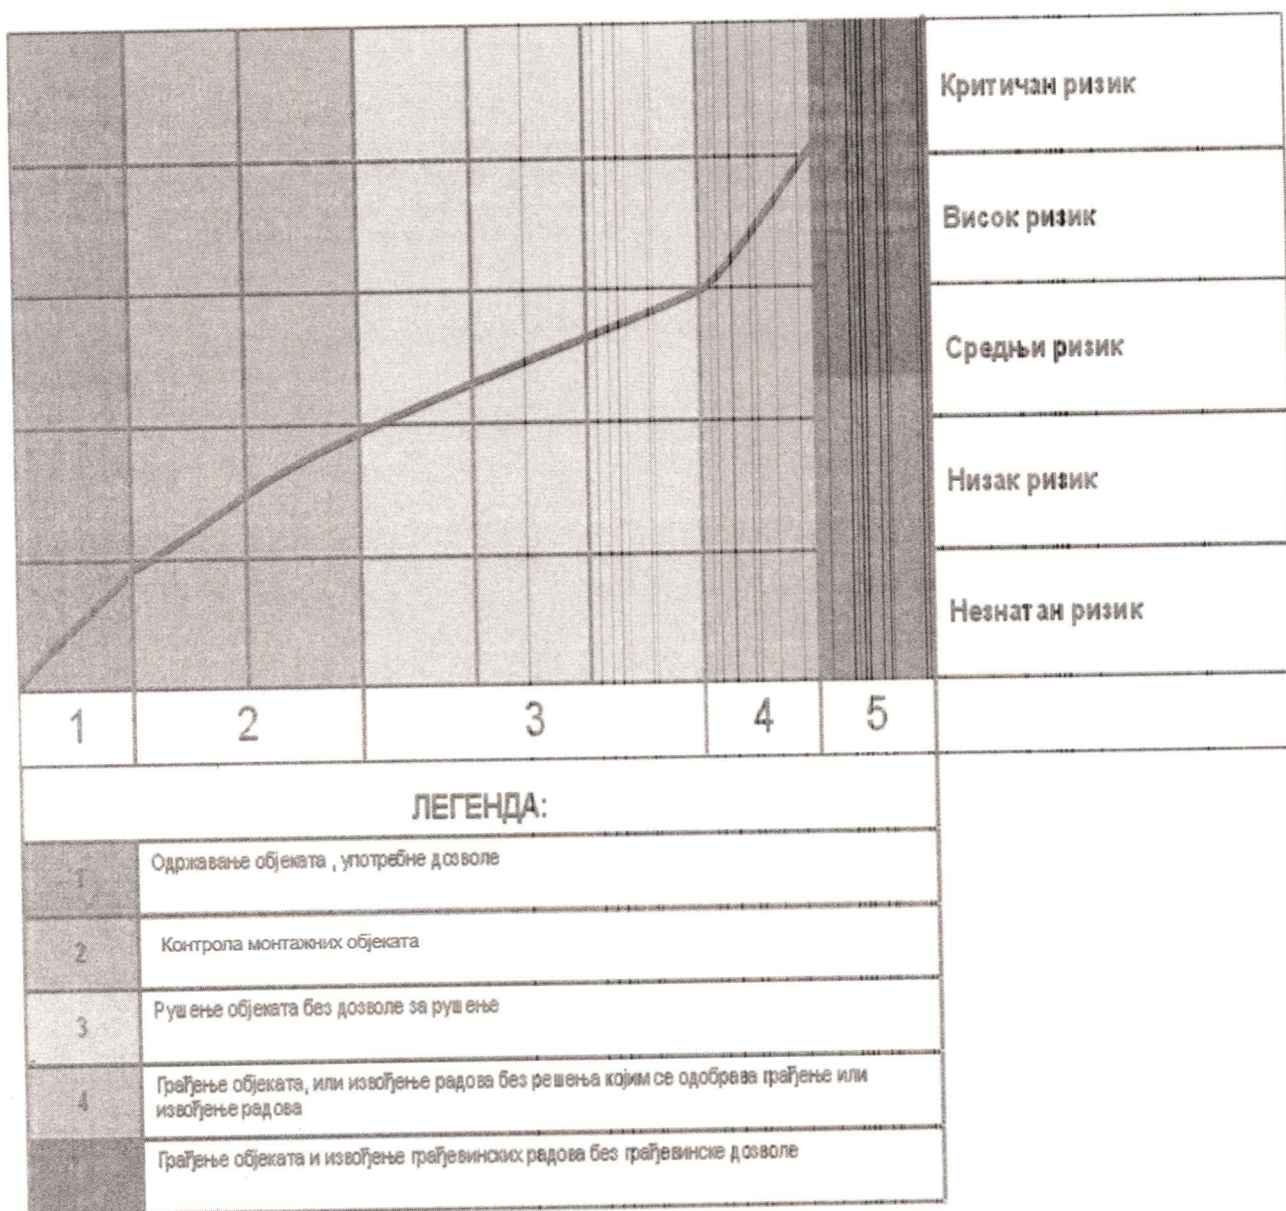 Критичан ризик
Висок ризик
Средњи ризик
Низак ризик
Незнатан ризик
1 2 3 4 5
ЛЕГЕНДА:
1 Одржавање објеката , употребне дозволе
2 Контрола монтажних објеката
3 Рушење објеката без дозволе за рушење
4 Грађење објеката, или извођење радова без решења којим се одобрава грађење или
извођење радова
Грађење објеката и извођење грађевинских радова без грађевинске дозволе